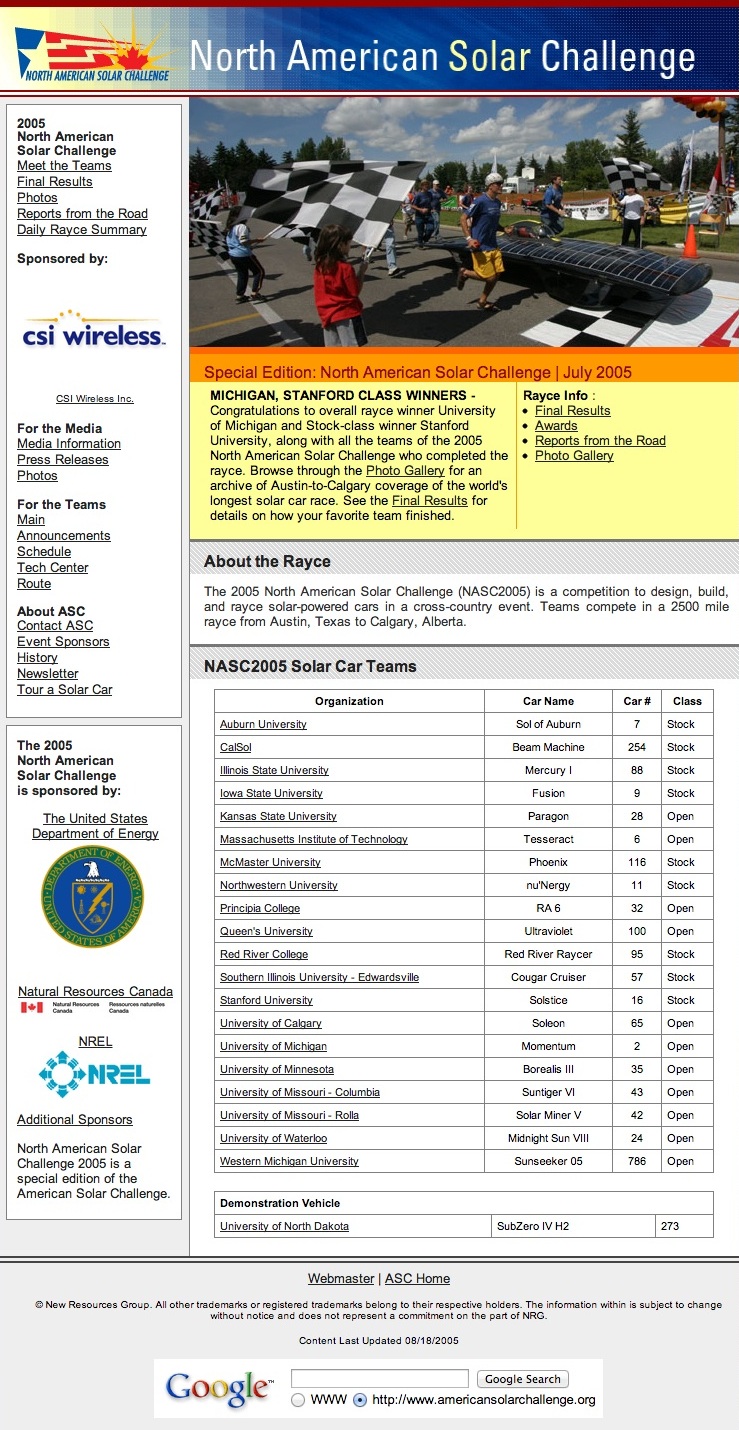 NORTH AMERICAN SOLAR CHALLENGE
North American Solar Challenge
2005
North American
Solar Challenge
Meet the Teams
Final Results
Photos
Reports from the Road
Daily Rayce Summary
Sponsored by:
csi wireless
CSI Wireless Inc.
For the Media
Media Information
Press Releases
Photos
For the Teams
Main
Announcements
Schedule
Tech Center
Route
About ASC
Contact ASC
Event Sponsors
History
Newsletter
Tour a Solar Car
The 2005
North American
Solar Challenge
is sponsored by:
The United States
Department of Energy
DEPARTMENT OF ENERGY
UNITED STATES OF AMERICA
Natural Resources Canada
Natural Resources Ressources naturelles
Canada Canada
NREL
NREL
Additional Sponsors
North American Solar
Challenge 2005 is a
special edition of the
American Solar Challenge.
Special Edition: North American Solar Challenge | July 2005
MICHIGAN, STANFORD CLASS WINNERS -
Congratulations to overall rayce winner University
of Michigan and Stock-class winner Stanford
University, along with all the teams of the 2005
North American Solar Challenge who completed the
rayce. Browse through the Photo Gallery for an
archive of Austin-to-Calgary coverage of the world's
longest solar car race. See the Final Results for
details on how your favorite team finished.
Rayce Info :
• Final Results
• Awards
• Reports from the Road
• Photo Gallery
About the Rayce
The 2005 North American Solar Challenge (NASC2005) is a competition to design, build,
and rayce solar-powered cars in a cross-country event. Teams compete in a 2500 mile
rayce from Austin, Texas to Calgary, Alberta.
NASC2005 Solar Car Teams
Organization Car Name Car # Class
Auburn University Sol of Auburn 7 Stock
CalSol Beam Machine 254 Stock
Illinois State University Mercury I 88 Stock
Iowa State University Fusion 9 Stock
Kansas State University Paragon 28 Open
Massachusetts Institute of Technology Tesseract 6 Open
McMaster University Phoenix 116 Stock
Northwestern University nu'Nergy 11 Stock
Principia College RA 6 32 Open
Queen's University Ultraviolet 100 Open
Red River College Red River Raycer 95 Stock
Southern Illinois University - Edwardsville Cougar Cruiser 57 Stock
Stanford University Solstice 16 Stock
University of Calgary Soleon 65 Open
University of Michigan Momentum 2 Open
University of Minnesota Borealis III 35 Open
University of Missouri - Columbia Suntiger VI 43 Open
University of Missouri - Rolla Solar Miner V 42 Open
University of Waterloo Midnight Sun VIII 24 Open
Western Michigan University Sunseeker 05 786 Open
Demonstration Vehicle
University of North Dakota SubZero IV H2 273
Webmaster | ASC Home
© New Resources Group. All other trademarks or registered trademarks belong to their respective holders. The information within is subject to change
without notice and does not represent a commitment on the part of NRG.
Content Last Updated 08/18/2005
Google™ Google Search
WWW http://www.americansolarchallenge.org